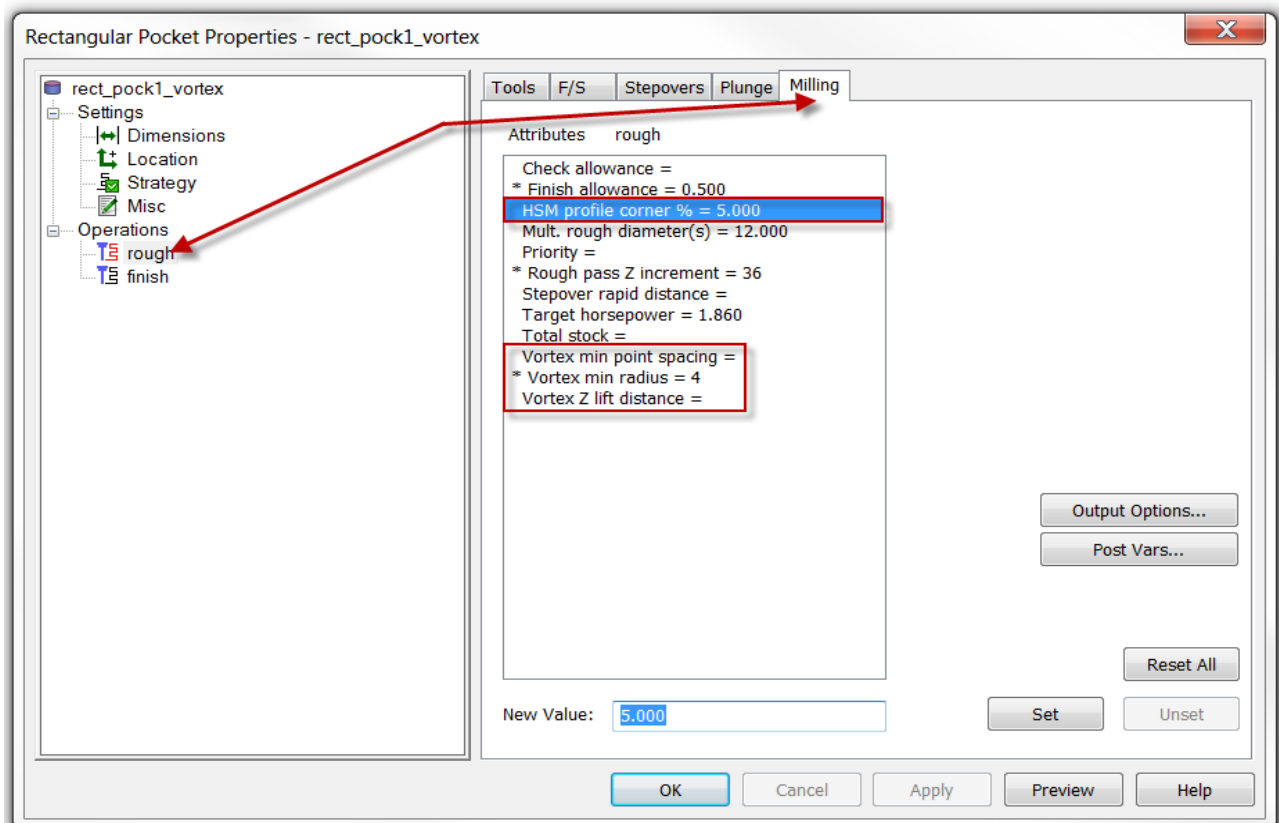 Rectangular Pocket Properties - rect_pock1_vortex
X
rect_pock1_vortex
Settings
Dimensions
Location
Strategy
Misc
Operations
rough
finish
Tools F/S Stepovers Plunge Milling
Attributes rough
Check allowance =
* Finish allowance = 0.500
HSM profile corner % = 5.000
Mult. rough diameter(s) = 12.000
Priority =
* Rough pass Z increment = 36
Stepover rapid distance =
Target horsepower = 1.860
Total stock =
Vortex min point spacing =
* Vortex min radius = 4
Vortex Z lift distance =
Output Options...
Post Vars...
Reset All
New Value: 5.000 Set Unset
OK Cancel Apply Preview Help